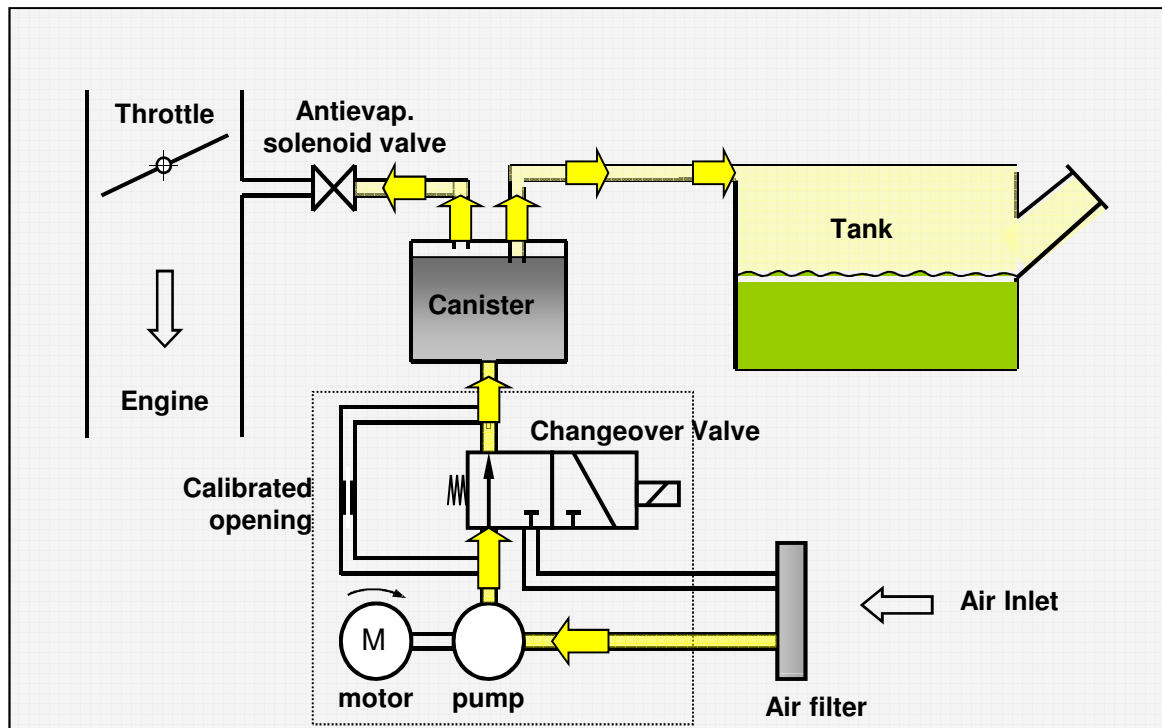 Throttle
Antievap.
solenoid valve
Tank
Canister
Engine
Changeover Valve
Calibrated
opening
Air Inlet
M
motor
pump
Air filter